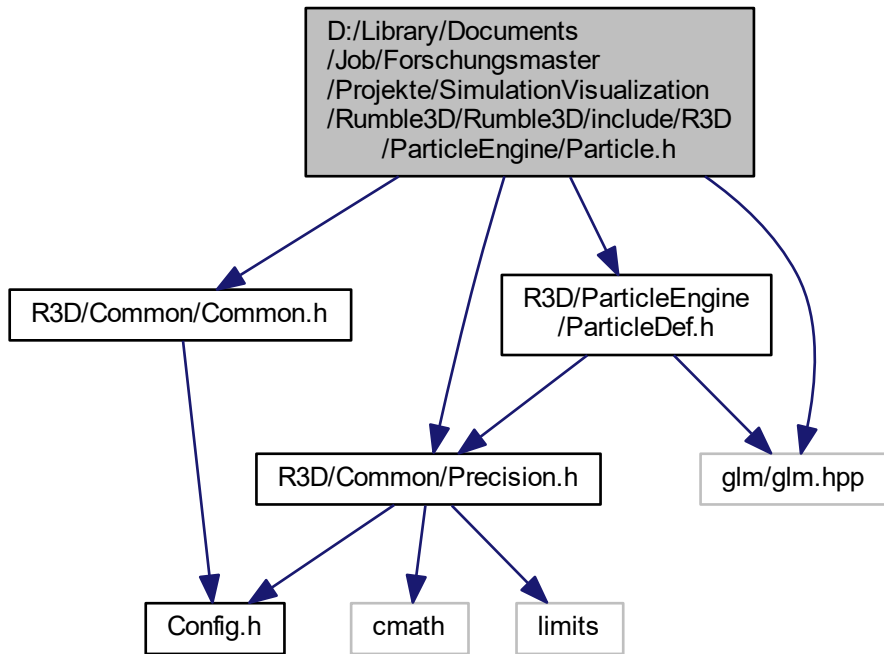 D:/Library/Documents
/Job/Forschungsmaster
/Projekte/SimulationVisualization
/Rumble3D/Rumble3D/include/R3D
/ParticleEngine/Particle.h
R3D/Common/Common.h
R3D/ParticleEngine
/ParticleDef.h
R3D/Common/Precision.h
glm/glm.hpp
Config.h
cmath
limits